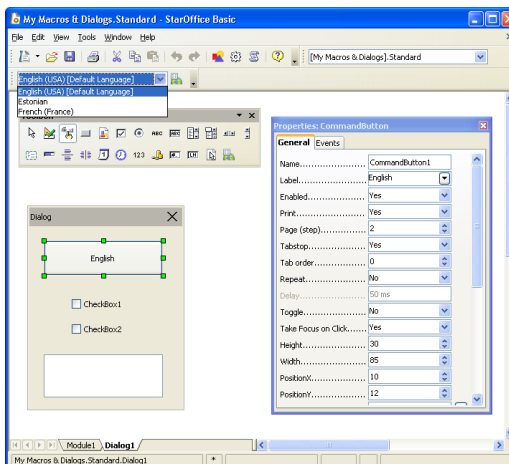 My Macros & Dialogs.Standard - StarOffice Basic
File Edit View Tools Window Help
[My Macros & Dialogs].Standard
English (USA) [Default Language]
English (USA) [Default Language]
Estonian
French (France)
Properties: CommandButton
General Events
Name CommandButton1
Label English
Enabled Yes
Print Yes
Page (step) 2
Tabstop Yes
Tab order 0
Repeat No
Delay 50 ms
Toggle No
Take Focus on Click Yes
Height 30
Width 85
PositionX 10
PositionY 12
ABC
123
Dialog
English
CheckBox1
CheckBox2
Module1 Dialog1
My Macros & Dialogs.Standard.Dialog1 *